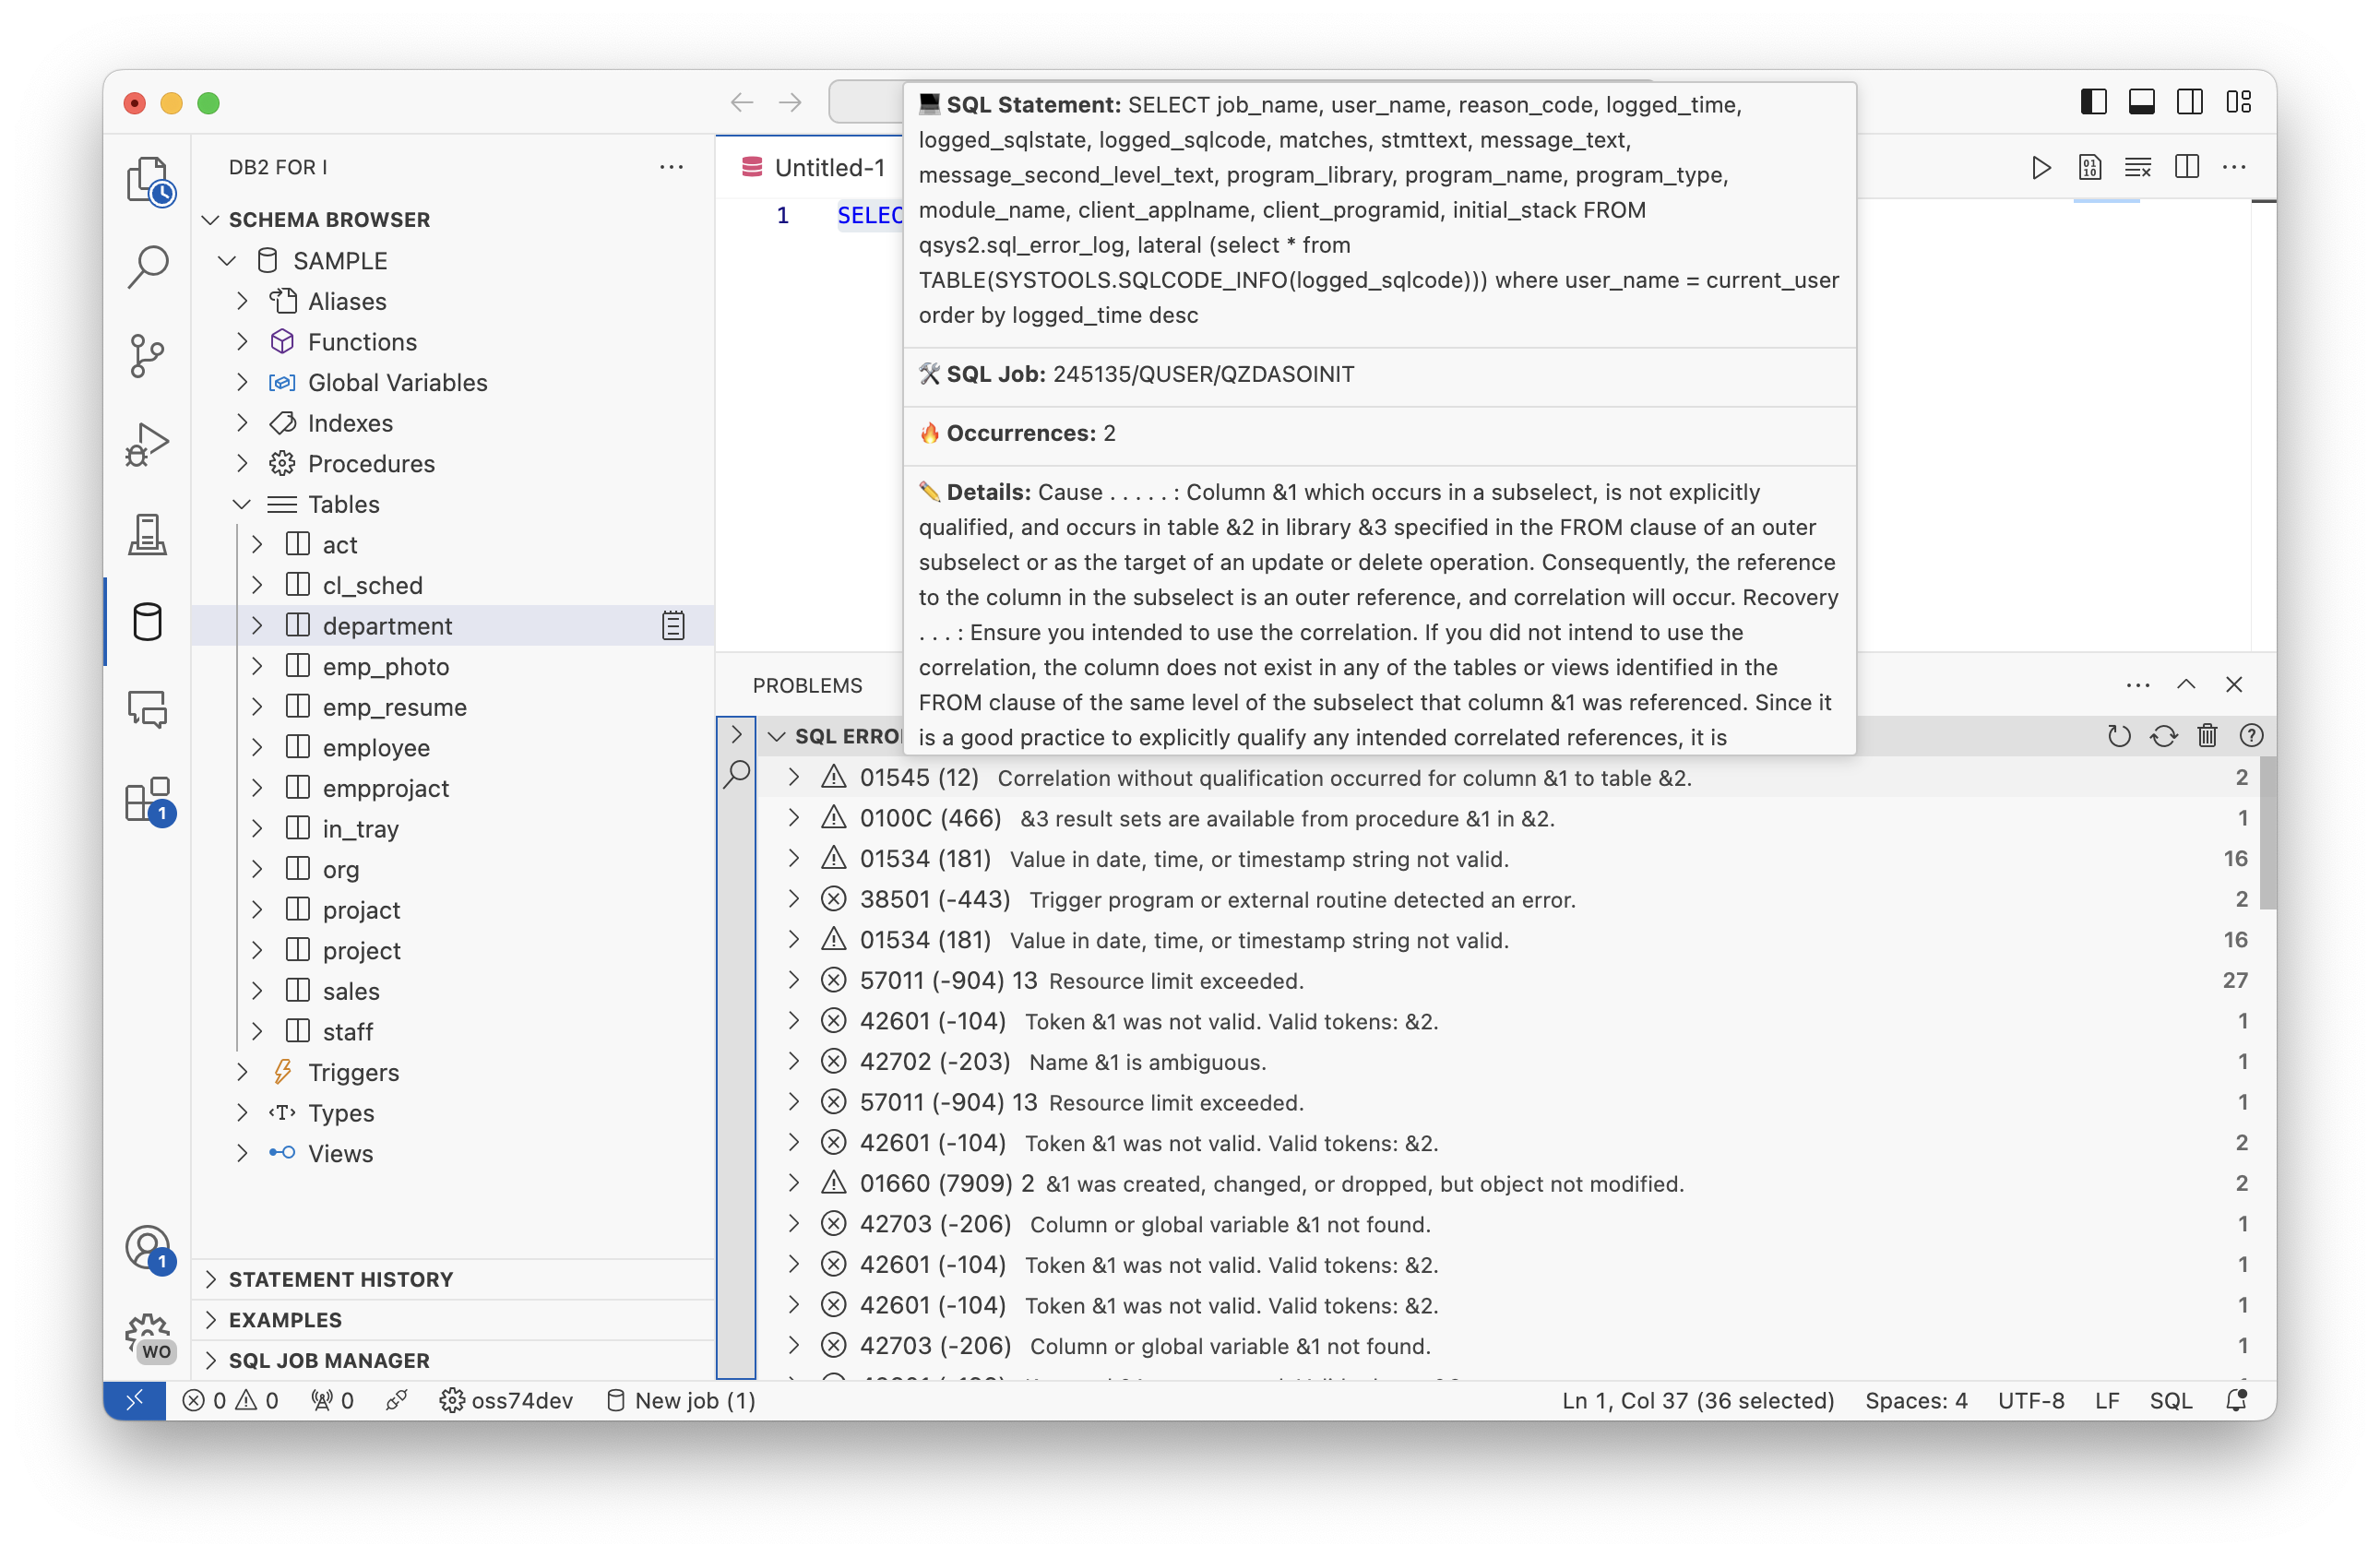 DB2 FOR I
SCHEMA BROWSER
SAMPLE
Aliases
Functions
Global Variables
Indexes
Procedures
Tables
act
cl_sched
department
emp_photo
emp_resume
employee
empprojact
in_tray
org
projact
project
sales
staff
Triggers
Types
Views
STATEMENT HISTORY
EXAMPLES
SQL JOB MANAGER
1
1
WO
Untitled-1
1
SELEC
SQL Statement: SELECT job_name, user_name, reason_code, logged_time,
logged_sqlstate, logged_sqlcode, matches, stmttext, message_text,
message_second_level_text, program_library, program_name, program_type,
module_name, client_applname, client_programid, initial_stack FROM
qsys2.sql_error_log, lateral (select * from
TABLE(SYSTOOLS.SQLCODE_INFO(logged_sqlcode))) where user_name = current_user
order by logged_time desc
SQL Job: 245135/QUSER/QZDASOINIT
Occurrences: 2
Details: Cause . . . . . : Column &1 which occurs in a subselect, is not explicitly
qualified, and occurs in table &2 in library &3 specified in the FROM clause of an outer
subselect or as the target of an update or delete operation. Consequently, the reference
to the column in the subselect is an outer reference, and correlation will occur. Recovery
. . . : Ensure you intended to use the correlation. If you did not intend to use the
correlation, the column does not exist in any of the tables or views identified in the
FROM clause of the same level of the subselect that column &1 was referenced. Since it
is a good practice to explicitly qualify any intended correlated references, it is
PROBLEMS
SQL ERRO
01545 (12) Correlation without qualification occurred for column &1 to table &2. 2
0100C (466) &3 result sets are available from procedure &1 in &2. 1
01534 (181) Value in date, time, or timestamp string not valid. 16
38501 (-443) Trigger program or external routine detected an error. 2
01534 (181) Value in date, time, or timestamp string not valid. 16
57011 (-904) 13 Resource limit exceeded. 27
42601 (-104) Token &1 was not valid. Valid tokens: &2. 1
42702 (-203) Name &1 is ambiguous. 1
57011 (-904) 13 Resource limit exceeded. 1
42601 (-104) Token &1 was not valid. Valid tokens: &2. 2
01660 (7909) 2 &1 was created, changed, or dropped, but object not modified. 2
42703 (-206) Column or global variable &1 not found. 1
42601 (-104) Token &1 was not valid. Valid tokens: &2. 1
42601 (-104) Token &1 was not valid. Valid tokens: &2. 1
42703 (-206) Column or global variable &1 not found. 1
0 0 0 oss74dev New job (1) Ln 1, Col 37 (36 selected) Spaces: 4 UTF-8 LF SQL